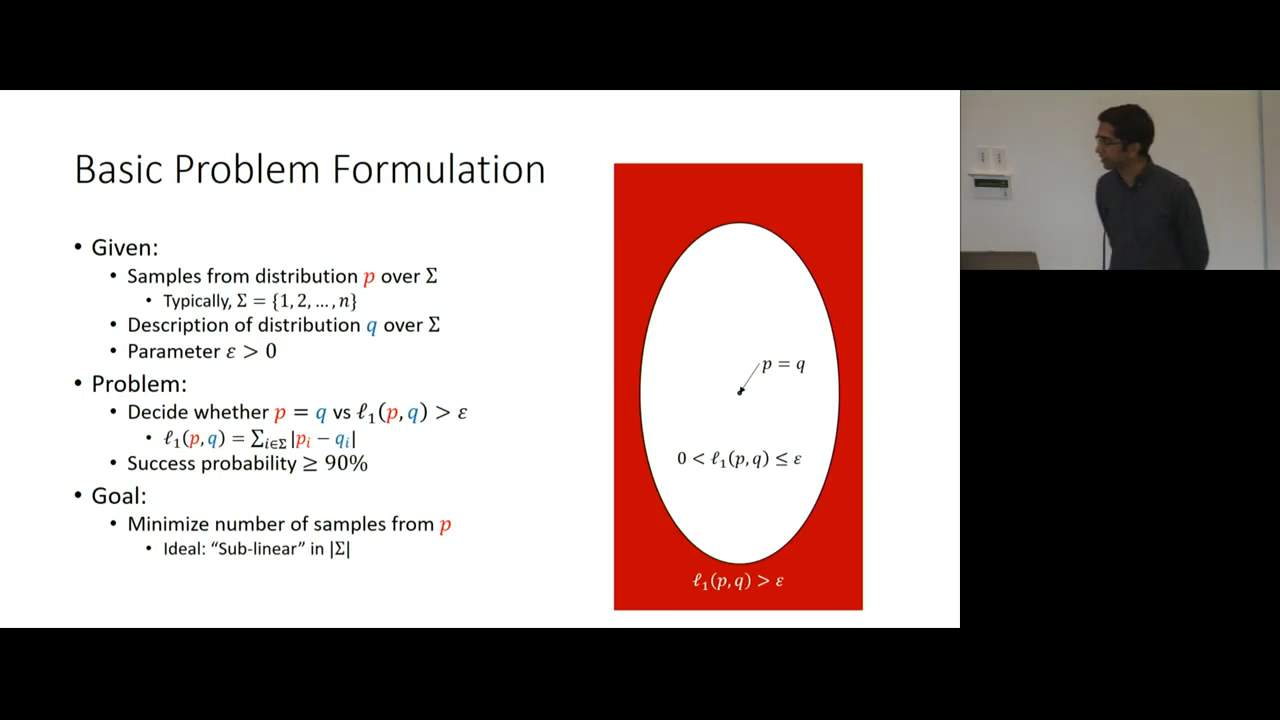 Basic Problem Formulation
• Given:
• Samples from distribution p over Σ
• Typically, Σ = {1, 2, …, n}
• Description of distribution q over Σ
• Parameter ε > 0
• Problem:
• Decide whether p = q vs ℓ₁(p, q) > ε
• ℓ₁(p, q) = ∑_{i∈Σ} |p_i − q_i|
• Success probability ≥ 90%
• Goal:
• Minimize number of samples from p
• Ideal: “Sub-linear” in |Σ|
p = q
0 < ℓ₁(p, q) ≤ ε
ℓ₁(p, q) > ε